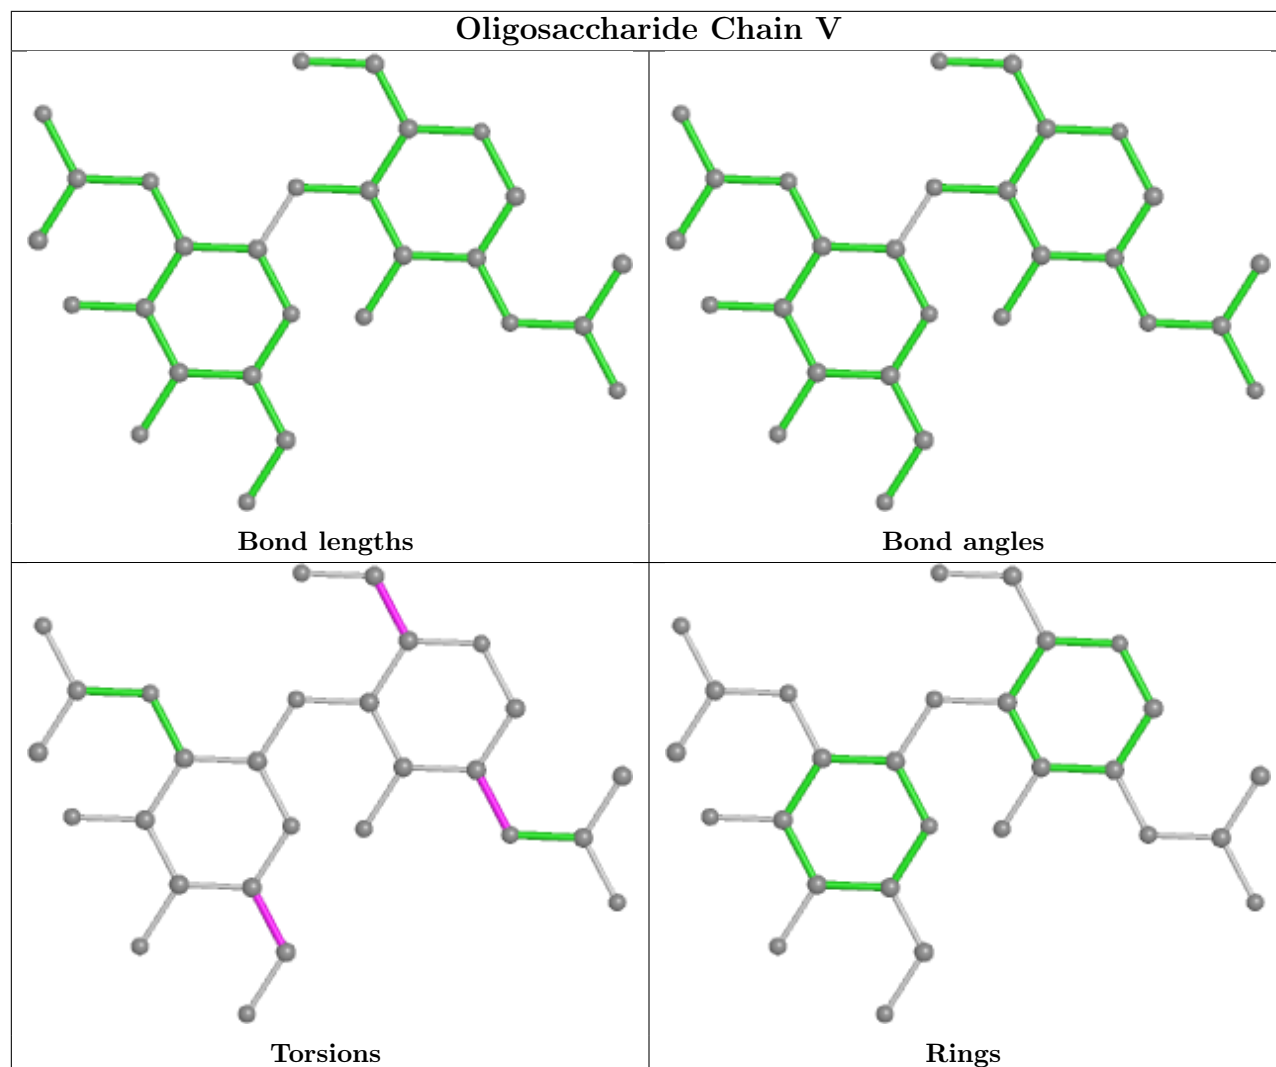 Oligosaccharide Chain V
Bond lengths
Bond angles
Torsions
Rings